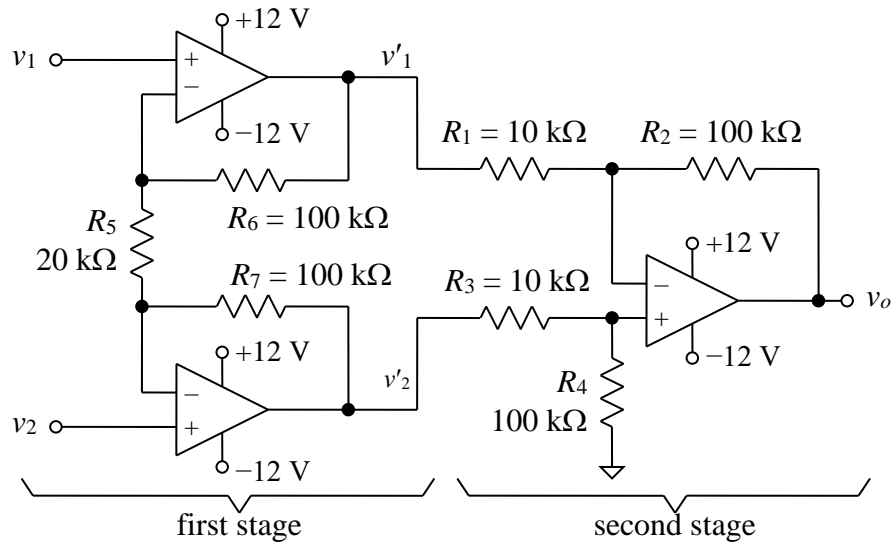 +12 V
v1
+
−
−12 V
v'1
R1 = 10 kΩ
R2 = 100 kΩ
R6 = 100 kΩ
R5
20 kΩ
R7 = 100 kΩ
R3 = 10 kΩ
+12 V
−
+
−12 V
vo
+12 V
v'2
−
+
v2
−12 V
R4
100 kΩ
first stage
second stage